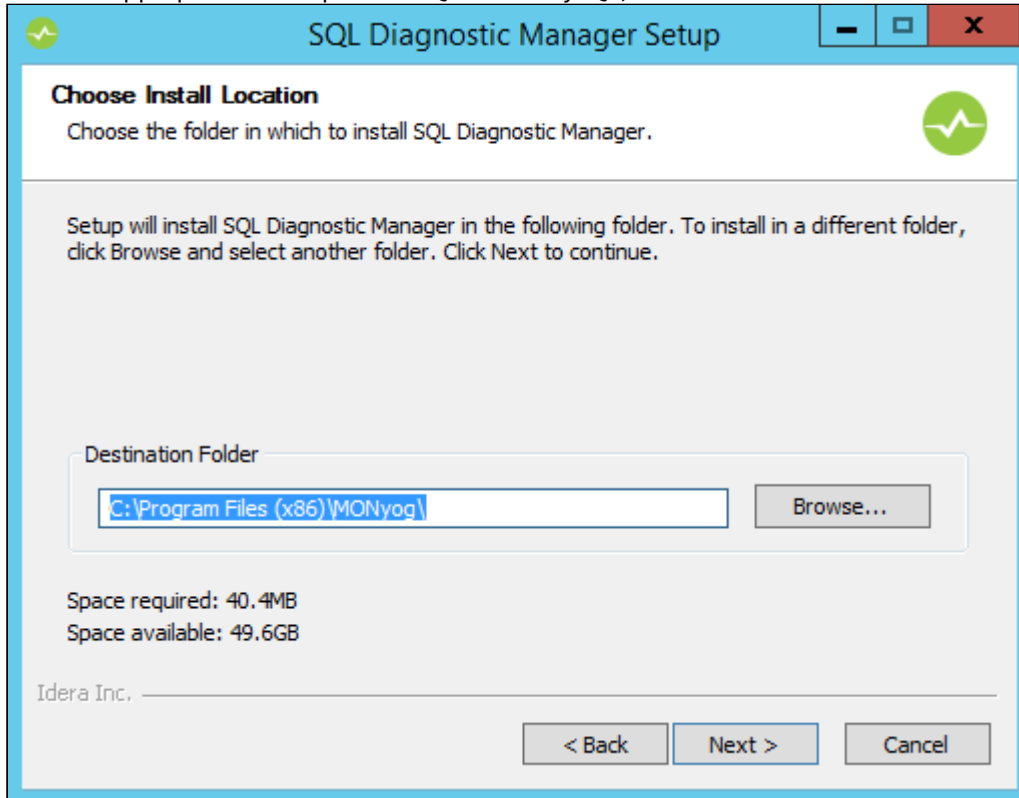 SQL Diagnostic Manager Setup
Choose Install Location
Choose the folder in which to install SQL Diagnostic Manager.
Setup will install SQL Diagnostic Manager in the following folder. To install in a different folder,
click Browse and select another folder. Click Next to continue.
Destination Folder
C:\Program Files (x86)\MONyog\
Browse...
Space required: 40.4MB
Space available: 49.6GB
Idera Inc.
< Back
Next >
Cancel